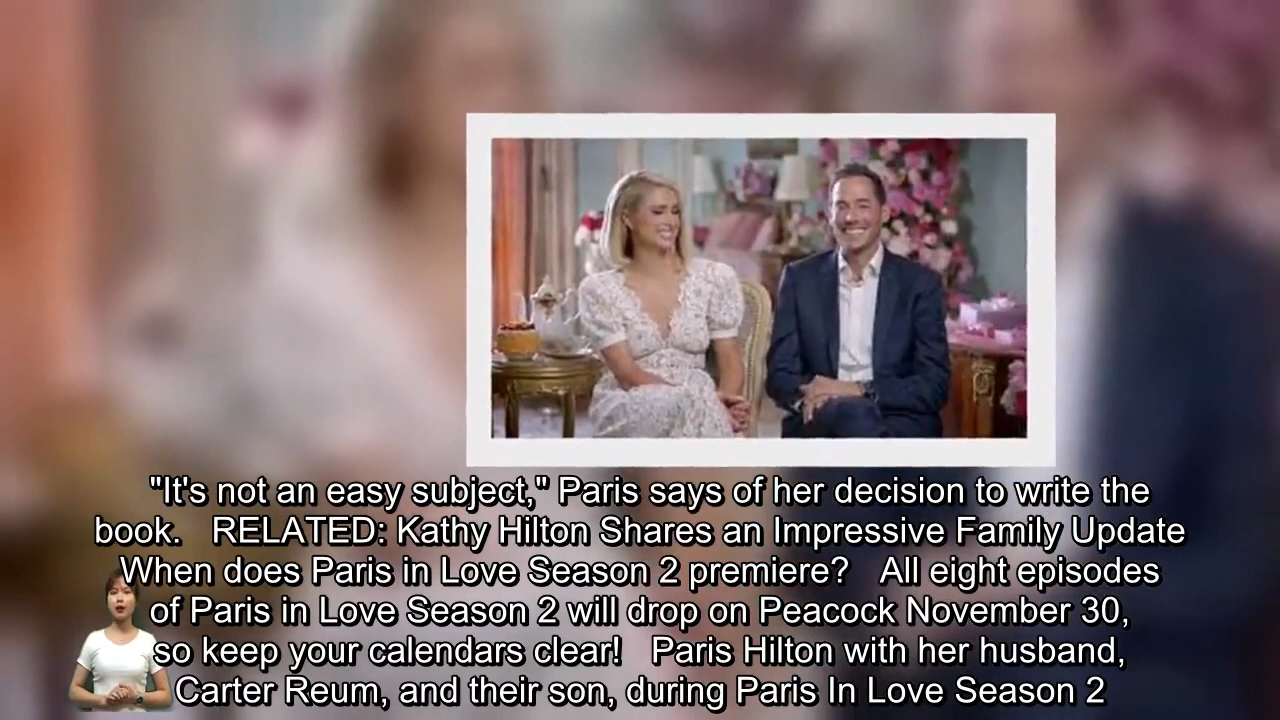 "It's not an easy subject," Paris says of her decision to write the
book. RELATED: Kathy Hilton Shares an Impressive Family Update
When does Paris in Love Season 2 premiere? All eight episodes
of Paris in Love Season 2 will drop on Peacock November 30,
so keep your calendars clear! Paris Hilton with her husband,
Carter Reum, and their son, during Paris In Love Season 2